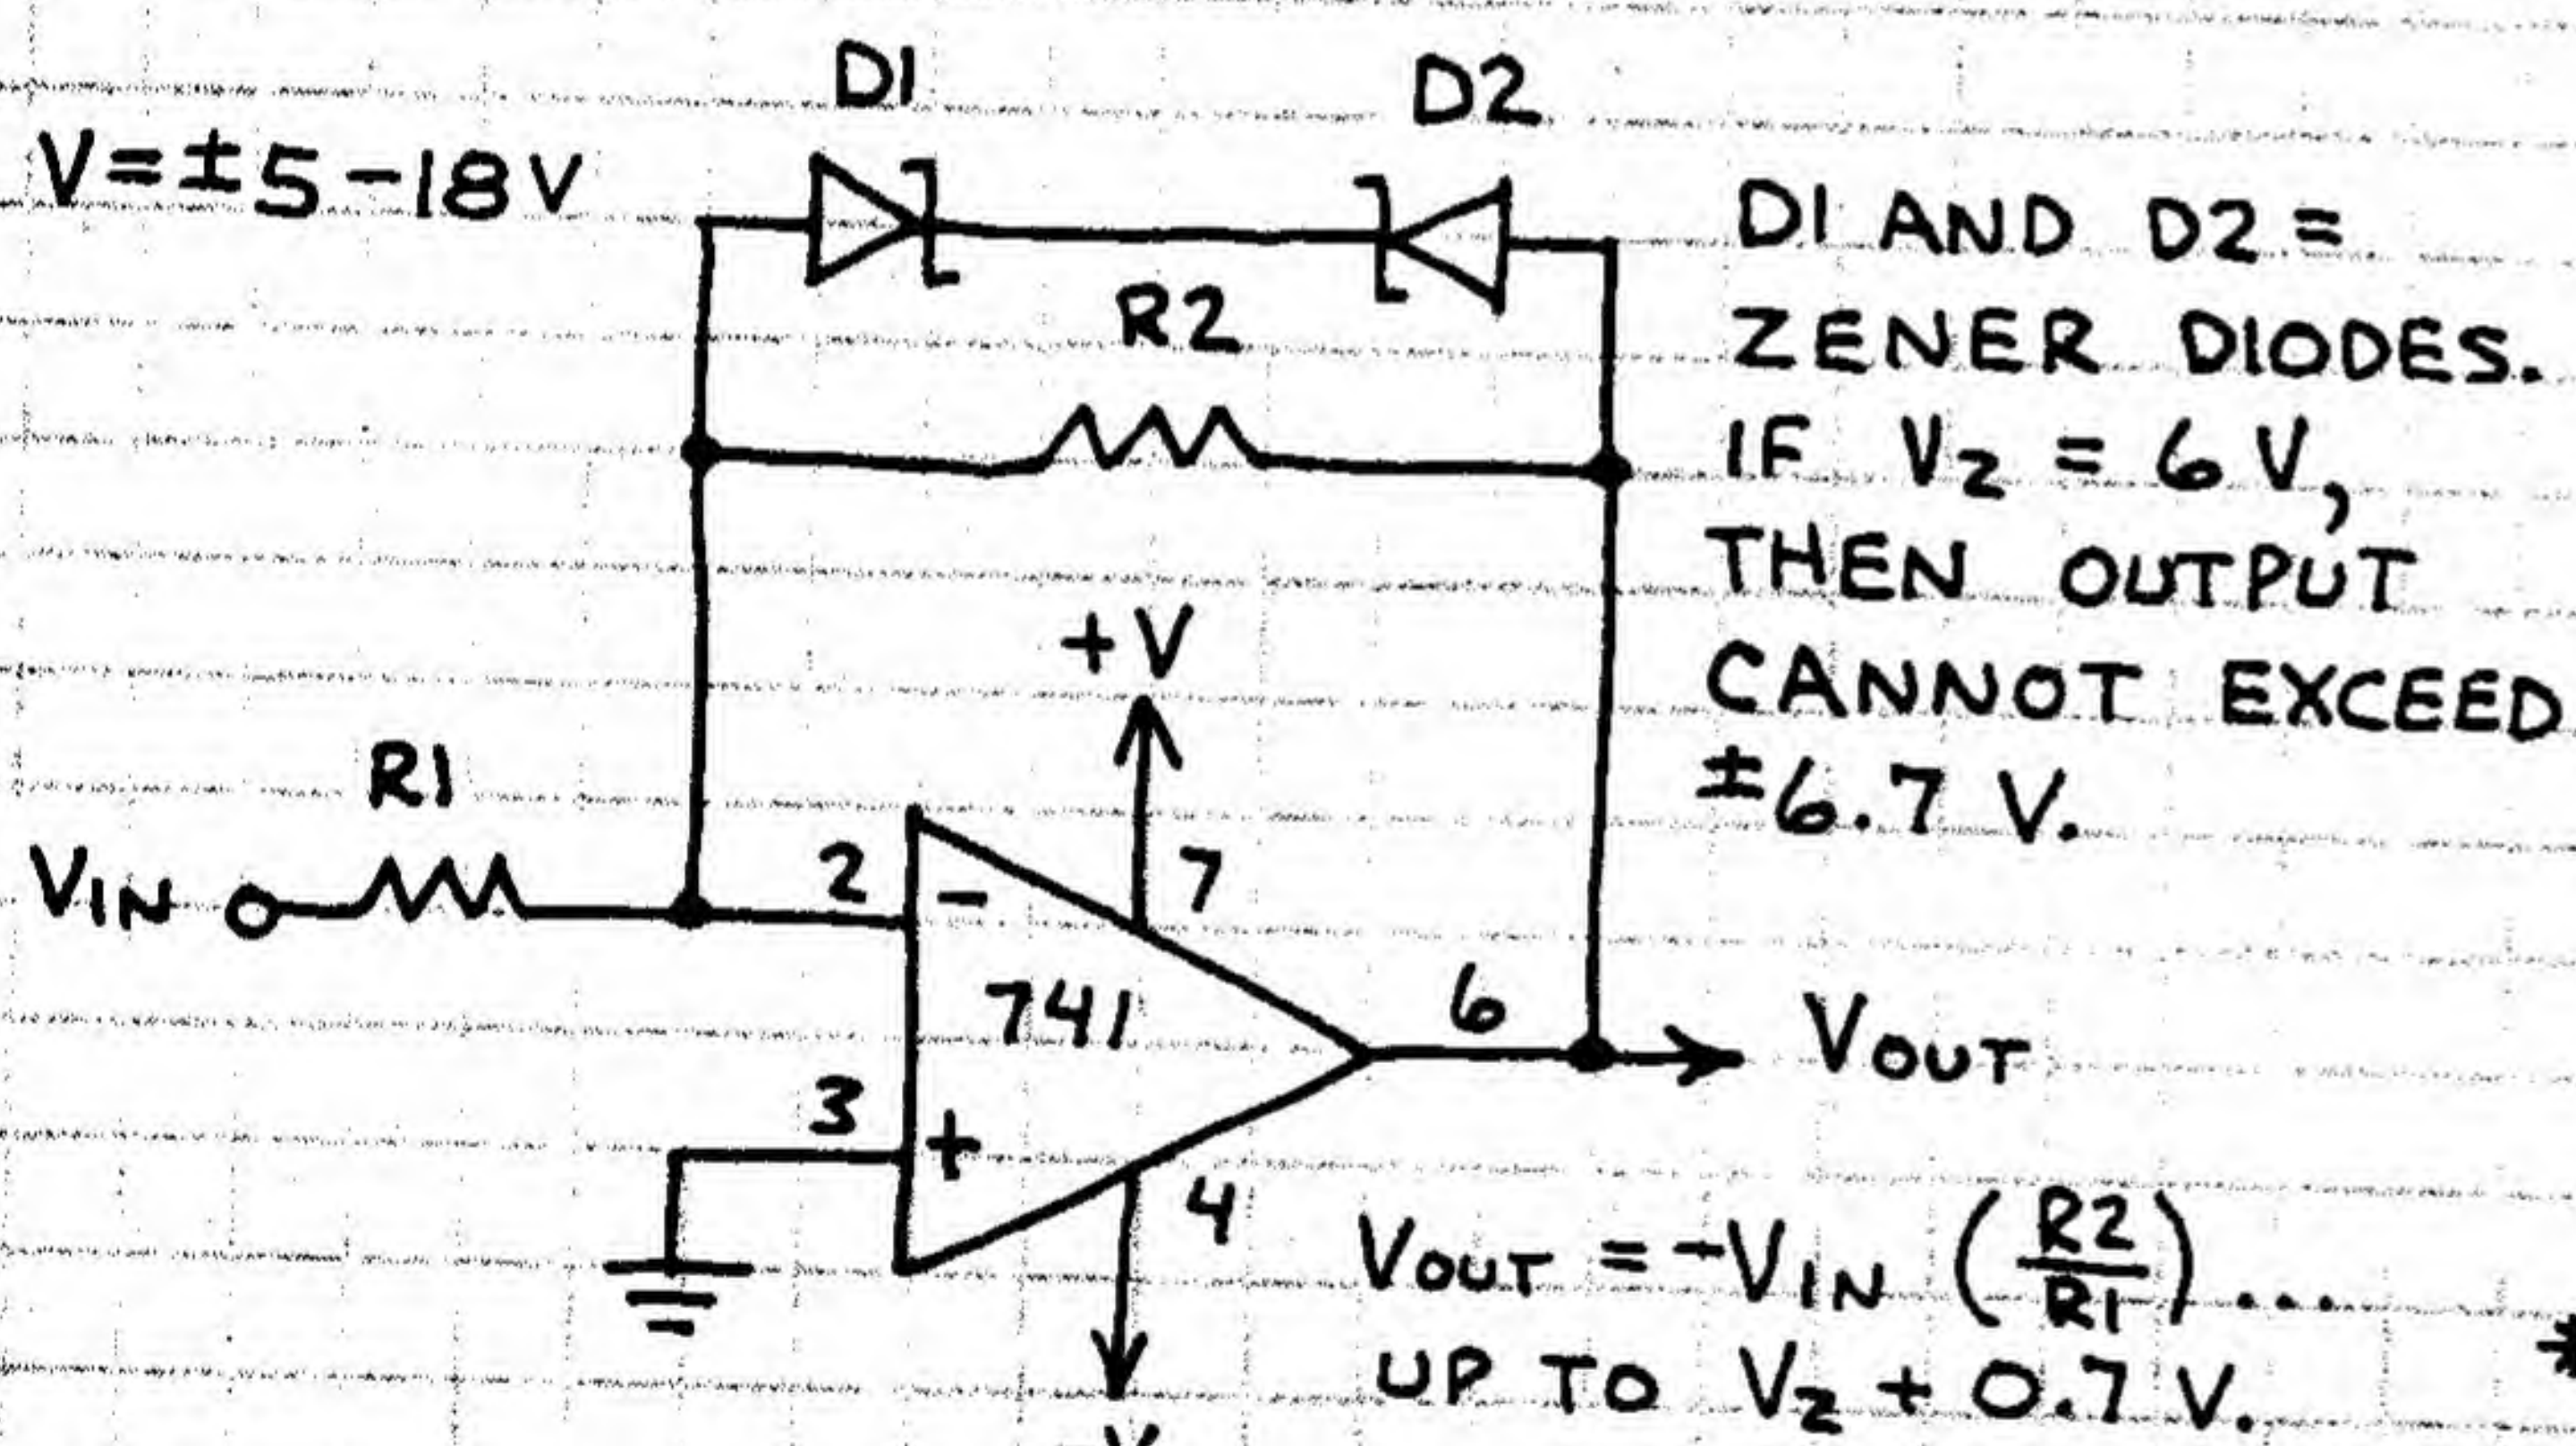 D1
D2
V=±5-18V
D1 AND D2 =
ZENER DIODES.
IF VZ = 6 V,
THEN OUTPUT
CANNOT EXCEED
±6.7 V.
R2
+V
R1
VIN
2
-
7
741
6
VOUT
3
+
4
VOUT = -VIN (R2/R1)...
UP TO VZ + 0.7 V.